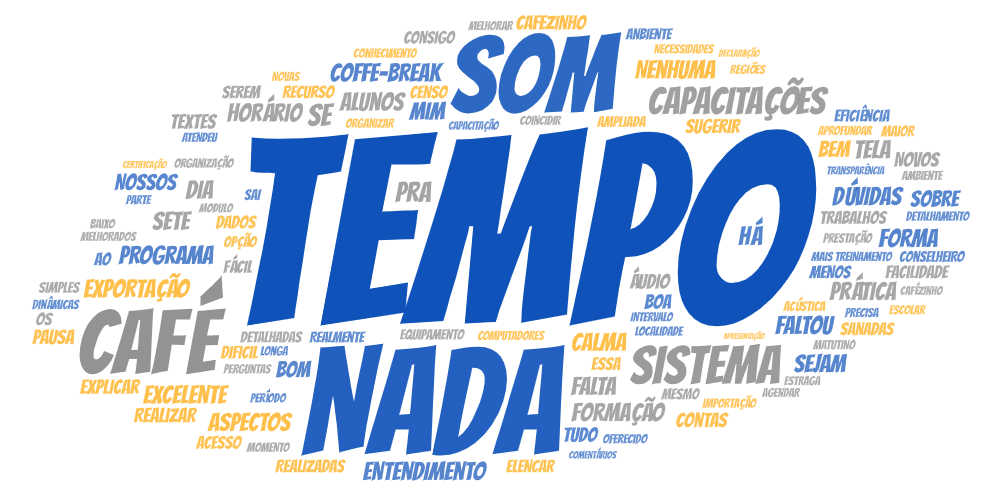 CAFEZINHO
MELHORAR
SOM
CONSIGO
ANBIENTE
NECESSIDADES
DECLARAÇÃO
CONHECIMENTO
COFFE-BREAK
NENHUMA
REGIÕES
NOVAS
SEREM
RECURSO
CENSO
ALUNOS
MIM
CAPACITAÇÕES
HORÁRIO
SE
TEXTES
ORGANIZAR
CAPACITAÇÃO
COINCIDIR
AMPLIADA
SUGERIR
EFICIÊNCIA
APROFUNDAR
MAIOR
ATENDEU
TEMPO
BEM
TELA
NOVOS
CERTIFICAÇÃO
ORGANIZAÇÃO
TRANSPARÊNCIA
AMBIENTE
NOSSOS
DIA
SAI
PRA
DÚVIDAS
SOBRE
PARTE
MODULO
SETE
DADOS
TRABALHOS
DETALHAMENTO
BAIXO
MELHORADOS
OPÇÃO
HÁ
PRESTAÇÃO
FORMA
AO
PROGRAMA
FÁCIL
MAIS TREINAMENTO
CONSELHEIRO
MENOS
FACILIDADE
SIMPLES
EXPORTAÇÃO
ÁUDIO
PRÁTICA
CAFÉZINHO
DINÂMICAS
BOA
ACÚSTICA
PRECISA
ESCOLAR
OS
INTERVALO
FALTOU
SANADAS
PAUSA
CAFÉ
DETALHADAS
REALMENTE
EQUIPAMENTO
COMPUTADORES
LOCALIDADE
APRESENTAÇÃO
CALMA
MATUTINO
DIFICIL
LONGA
NADA
ESSA
SISTEMA
SEJAM
PERGUNTAS
BOM
ESTRAGA
EXPLICAR
EXCELENTE
PERÍODO
FALTA
MESMO
AGENDAR
REALIZAR
ASPECTOS
FORMAÇÃO
IMPORTAÇÃO
CONTAS
ACESSO
MOMENTO
TUDO
OFERECIDO
COMENTÁRIOS
REALIZADAS
ENTENDIMENTO
ELENCAR